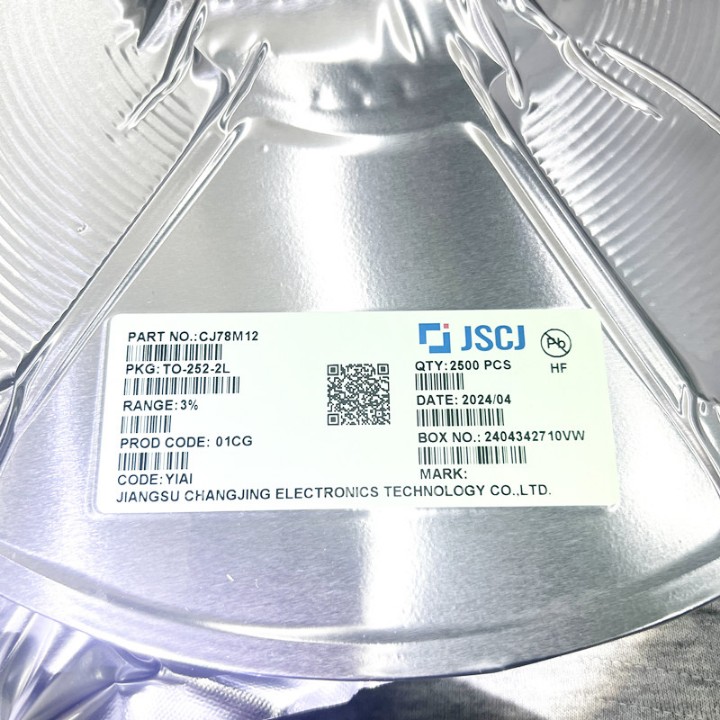 PART NO.:CJ78M12
PKG:TO-252-2L
RANGE:3%
PROD CODE: 01CG
CODE:YIAI
JSCJ
Pb
HF
QTY:2500 PCS
DATE: 2024/04
BOX NO.: 2404342710VW
MARK:
JIANGSU CHANGJING ELECTRONICS TECHNOLOGY CO.,LTD.